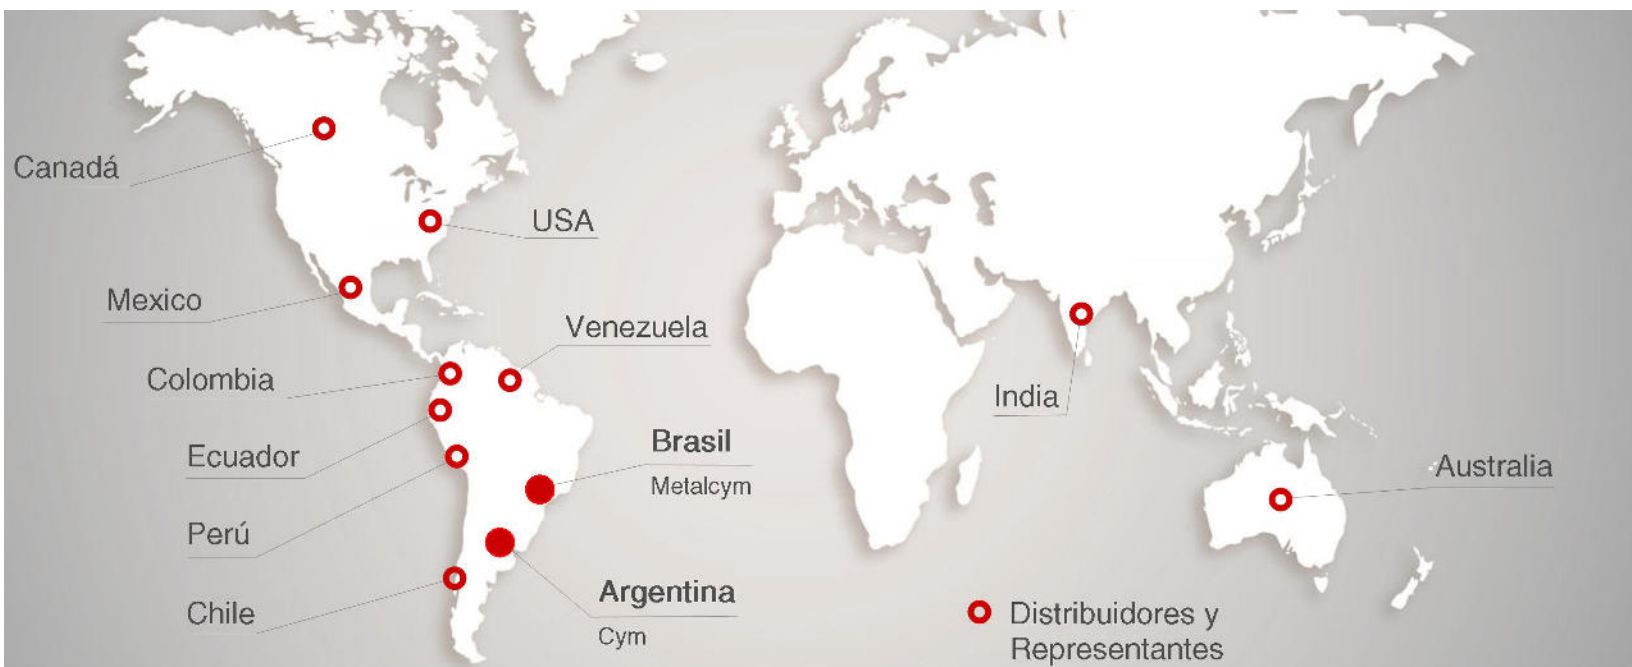 Canadá
USA
Mexico
Venezuela
Colombia
India
Ecuador
Brasil
Metalcym
Australia
Perú
Argentina
Cym
Chile
Distribuidores y
Representantes